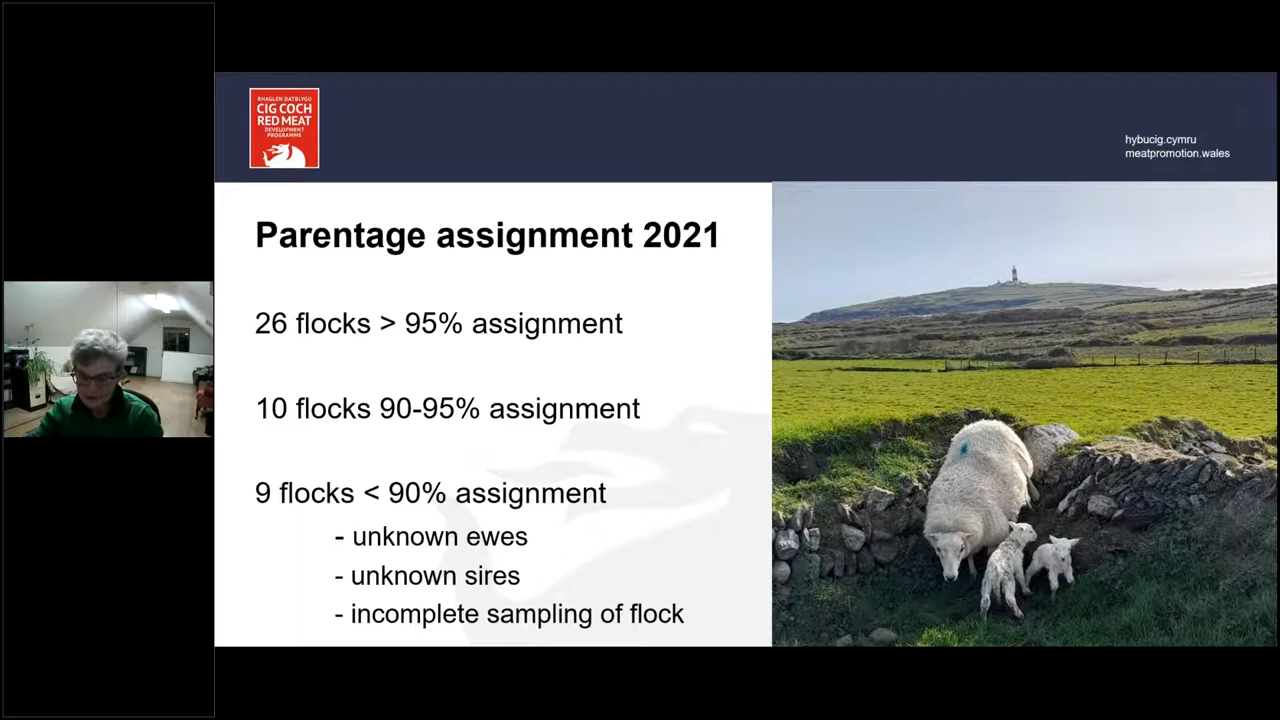 RHAGLEN DATBLYGU
CIG COCH
RED MEAT
DEVELOPMENT
PROGRAMME
hybucig.cymru
meatpromotion.wales
Parentage assignment 2021
26 flocks > 95% assignment
10 flocks 90-95% assignment
9 flocks < 90% assignment
- unknown ewes
- unknown sires
- incomplete sampling of flock